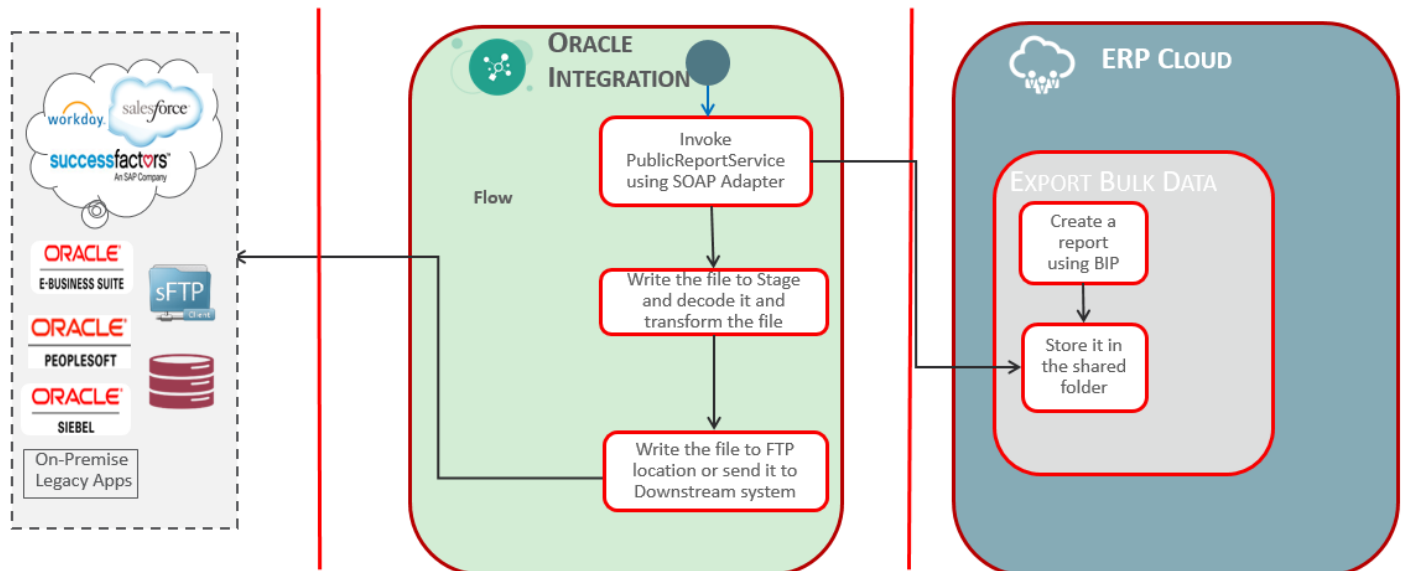 workday.
salesforce
successfactors™
An SAP Company
ORACLE®
E-BUSINESS SUITE
sFTP
Client
ORACLE®
PEOPLESOFT
ORACLE®
SIEBEL
On-Premise
Legacy Apps
ORACLE
INTEGRATION
Flow
Invoke
PublicReportService
using SOAP Adapter
Write the file to Stage
and decode it and
transform the file
Write the file to FTP
location or send it to
Downstream system
ERP CLOUD
EXPORT BULK DATA
Create a
report
using BIP
Store it in
the shared
folder